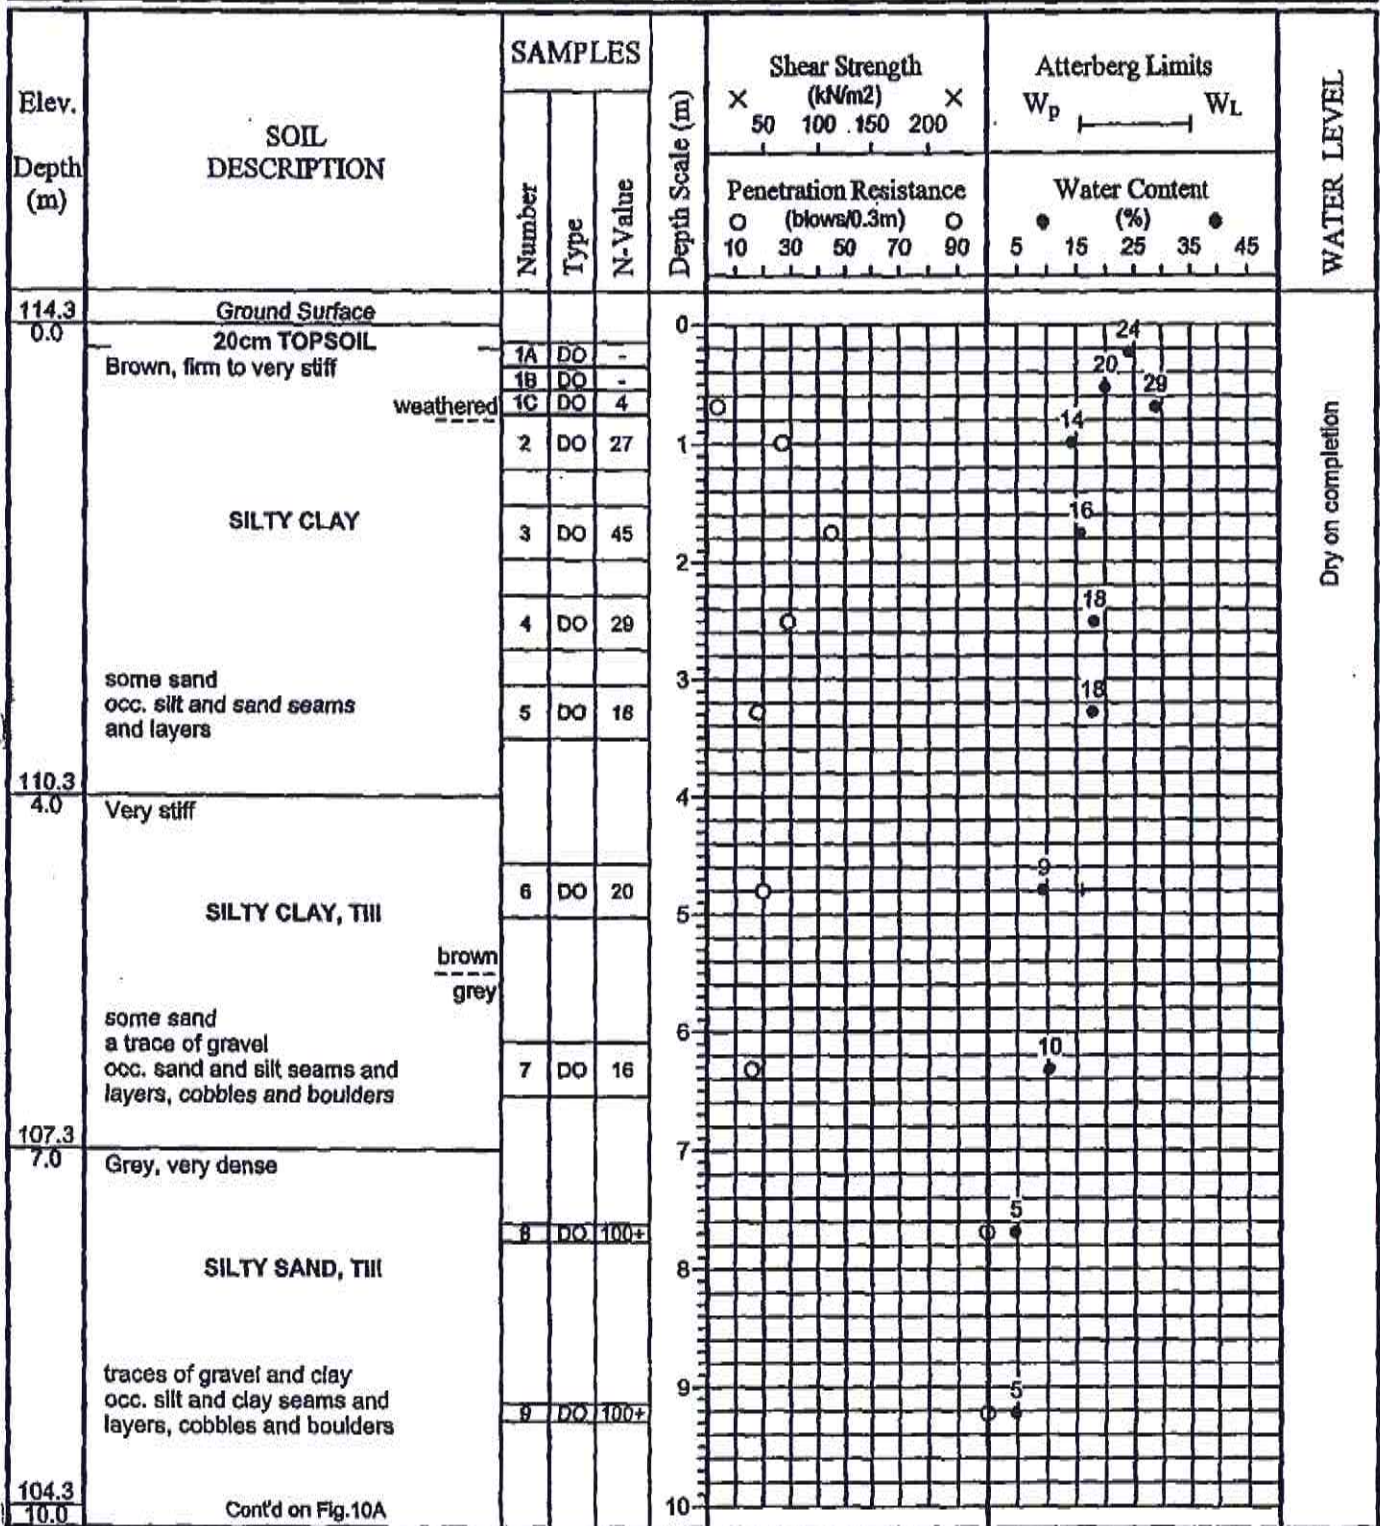 Elev.
Depth
(m)
SOIL
DESCRIPTION
SAMPLES
Number
Type
N-Value
Depth Scale (m)
Shear Strength
× (kN/m2) ×
50 100 150 200
Penetration Resistance
O (blows/0.3m) O
10 30 50 70 90
Atterberg Limits
Wp WL
Water Content
● (%) ●
5 15 25 35 45
WATER LEVEL
114.3
0.0
Ground Surface
20cm TOPSOIL
Brown, firm to very stiff
weathered
SILTY CLAY
some sand
occ. silt and sand seams
and layers
110.3
4.0
Very stiff
SILTY CLAY, Till
brown
grey
some sand
a trace of gravel
occ. sand and silt seams and
layers, cobbles and boulders
107.3
7.0
Grey, very dense
SILTY SAND, Till
traces of gravel and clay
occ. silt and clay seams and
layers, cobbles and boulders
104.3
10.0
Cont'd on Fig.10A
1A DO -
1B DO -
1C DO 4
2 DO 27
3 DO 45
4 DO 29
5 DO 18
6 DO 20
7 DO 16
8 DO 100+
9 DO 100+
0
1
2
3
4
5
6
7
8
9
10
24
20
29
14
16
18
18
9
10
5
5
Dry on completion